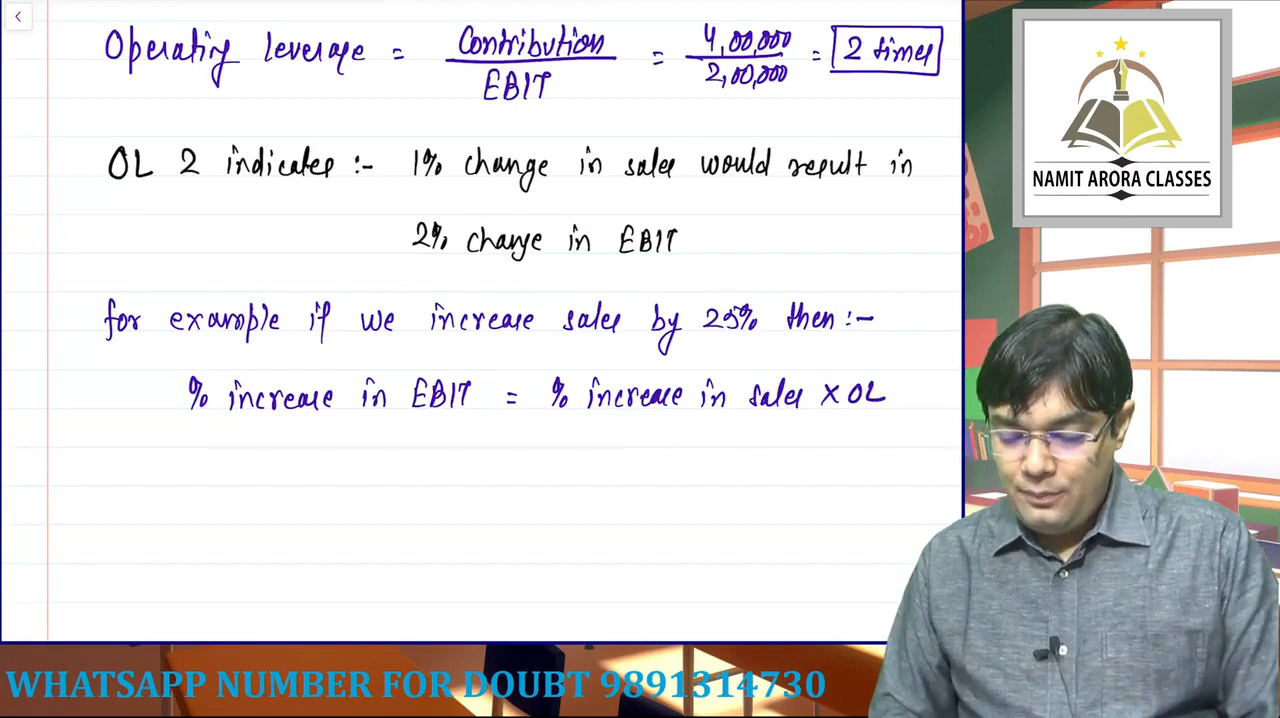 Operating leverage = Contribution / EBIT = 4,00,000 / 2,00,000 = 2 times
OL 2 indicates :- 1% change in sales would result in
2% change in EBIT
for example if we increase sales by 25% then :-
% increase in EBIT = % increase in sales × OL
NAMIT ARORA CLASSES
WHATSAPP NUMBER FOR DOUBT 9891314730